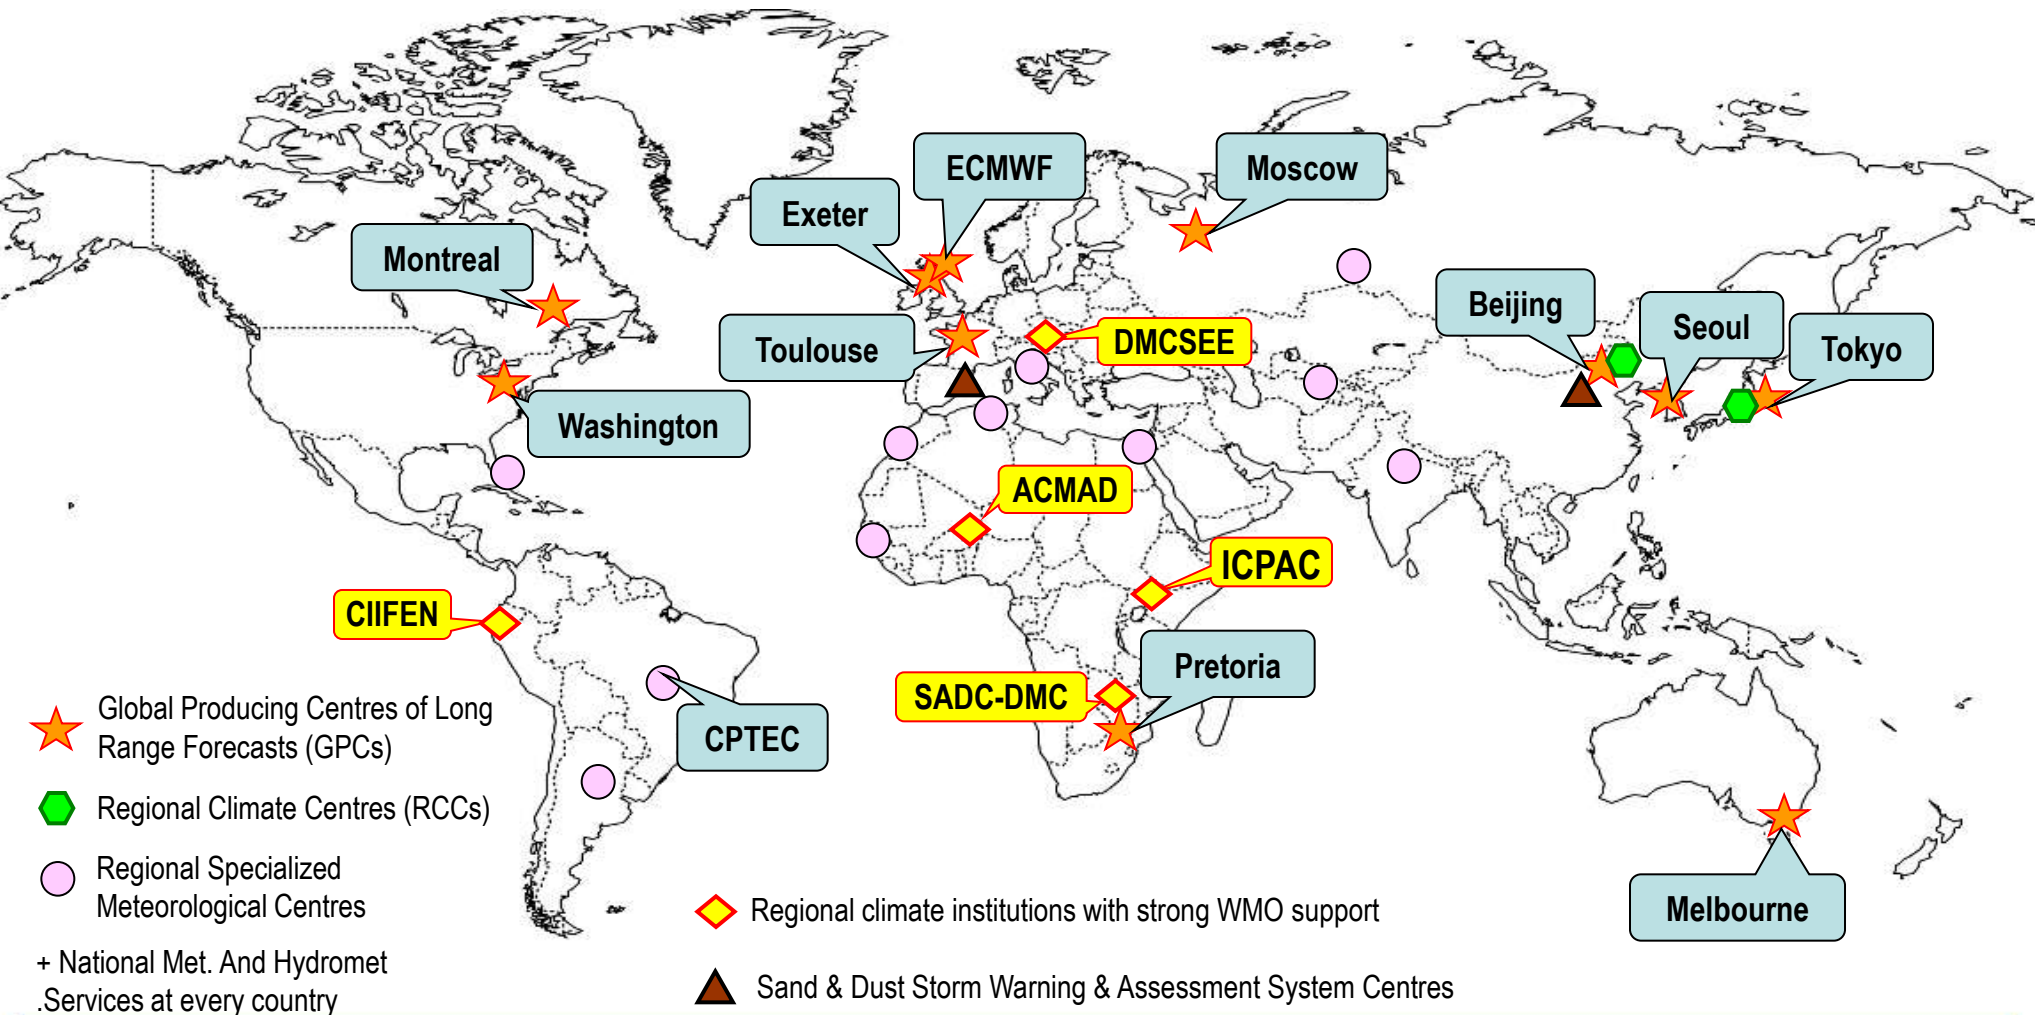 ECMWF
Moscow
Exeter
Montreal
Beijing
Seoul
Tokyo
Toulouse
DMCSEE
Washington
ACMAD
ICPAC
CIIFEN
Pretoria
SADC-DMC
CPTEC
Melbourne
Global Producing Centres of Long
Range Forecasts (GPCs)
Regional Climate Centres (RCCs)
Regional Specialized
Meteorological Centres
+ National Met. And Hydromet
.Services at every country
Regional climate institutions with strong WMO support
Sand & Dust Storm Warning & Assessment System Centres